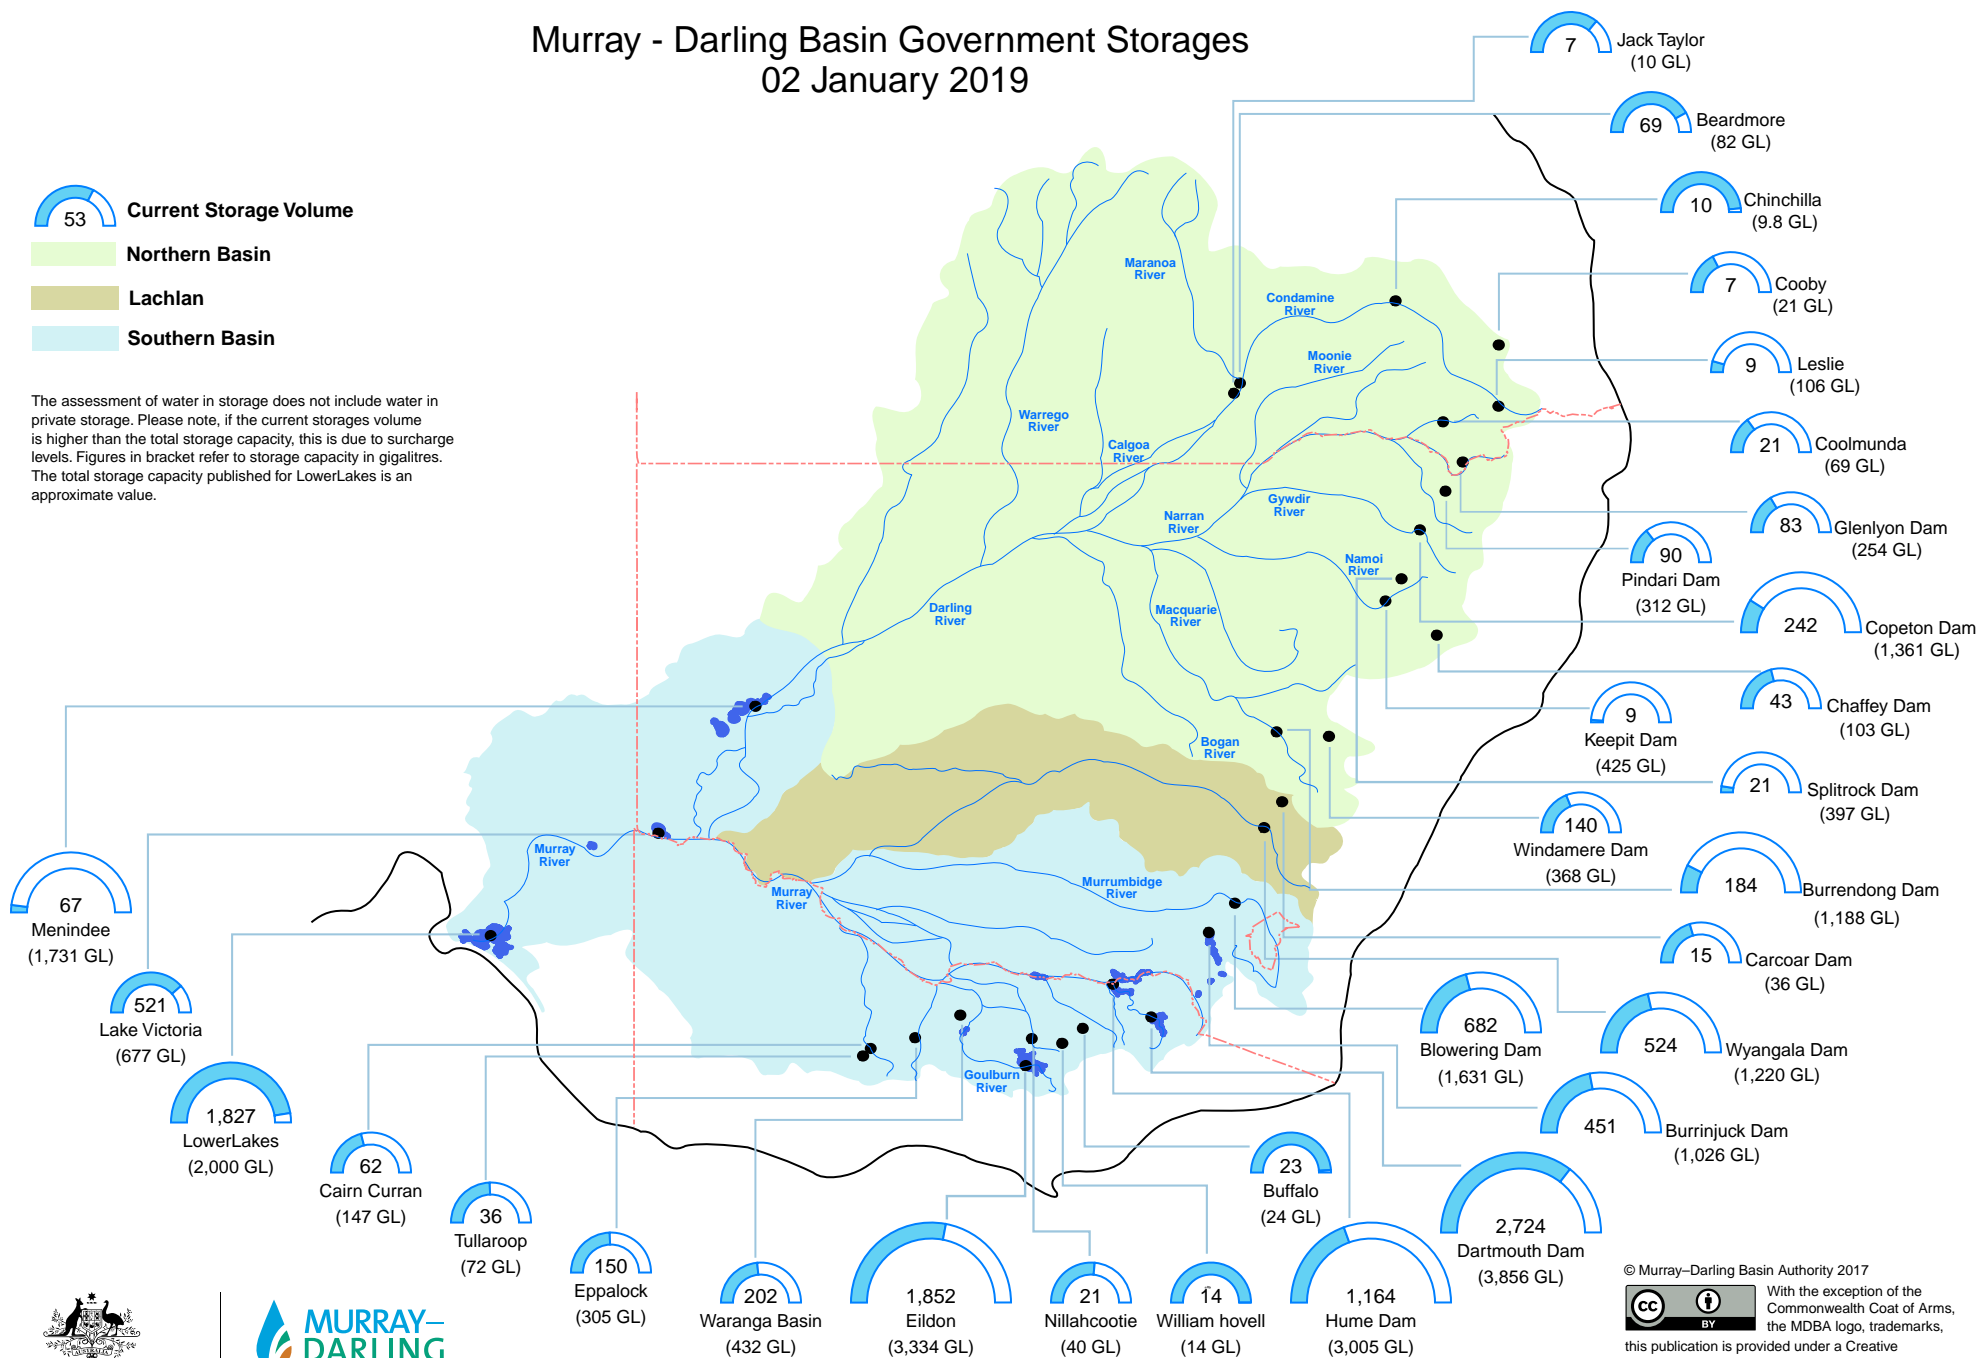 Murray - Darling Basin Government Storages
02 January 2019
53
Current Storage Volume
Northern Basin
Lachlan
Southern Basin
The assessment of water in storage does not include water in
private storage. Please note, if the current storages volume
is higher than the total storage capacity, this is due to surcharge
levels. Figures in bracket refer to storage capacity in gigalitres.
The total storage capacity published for LowerLakes is an
approximate value.
Maranoa
River
Condamine
River
Moonie
River
Warrego
River
Calgoa
River
Gywdir
River
Narran
River
Namoi
River
Darling
River
Macquarie
River
Bogan
River
Murray
River
Murray
River
Murrumbidge
River
Goulburn
River
7
Jack Taylor
(10 GL)
69
Beardmore
(82 GL)
10
Chinchilla
(9.8 GL)
7
Cooby
(21 GL)
9
Leslie
(106 GL)
21
Coolmunda
(69 GL)
83
Glenlyon Dam
(254 GL)
90
Pindari Dam
(312 GL)
242
Copeton Dam
(1,361 GL)
43
Chaffey Dam
(103 GL)
9
Keepit Dam
(425 GL)
21
Splitrock Dam
(397 GL)
140
Windamere Dam
(368 GL)
184
Burrendong Dam
(1,188 GL)
15
Carcoar Dam
(36 GL)
682
Blowering Dam
(1,631 GL)
524
Wyangala Dam
(1,220 GL)
451
Burrinjuck Dam
(1,026 GL)
2,724
Dartmouth Dam
(3,856 GL)
67
Menindee
(1,731 GL)
521
Lake Victoria
(677 GL)
1,827
LowerLakes
(2,000 GL)
62
Cairn Curran
(147 GL)
36
Tullaroop
(72 GL)
150
Eppalock
(305 GL)
202
Waranga Basin
(432 GL)
1,852
Eildon
(3,334 GL)
21
Nillahcootie
(40 GL)
14
William hovell
(14 GL)
23
Buffalo
(24 GL)
1,164
Hume Dam
(3,005 GL)
AUSTRALIA
MURRAY–
DARLING
© Murray–Darling Basin Authority 2017
cc
BY
With the exception of the
Commonwealth Coat of Arms,
the MDBA logo, trademarks,
this publication is provided under a Creative